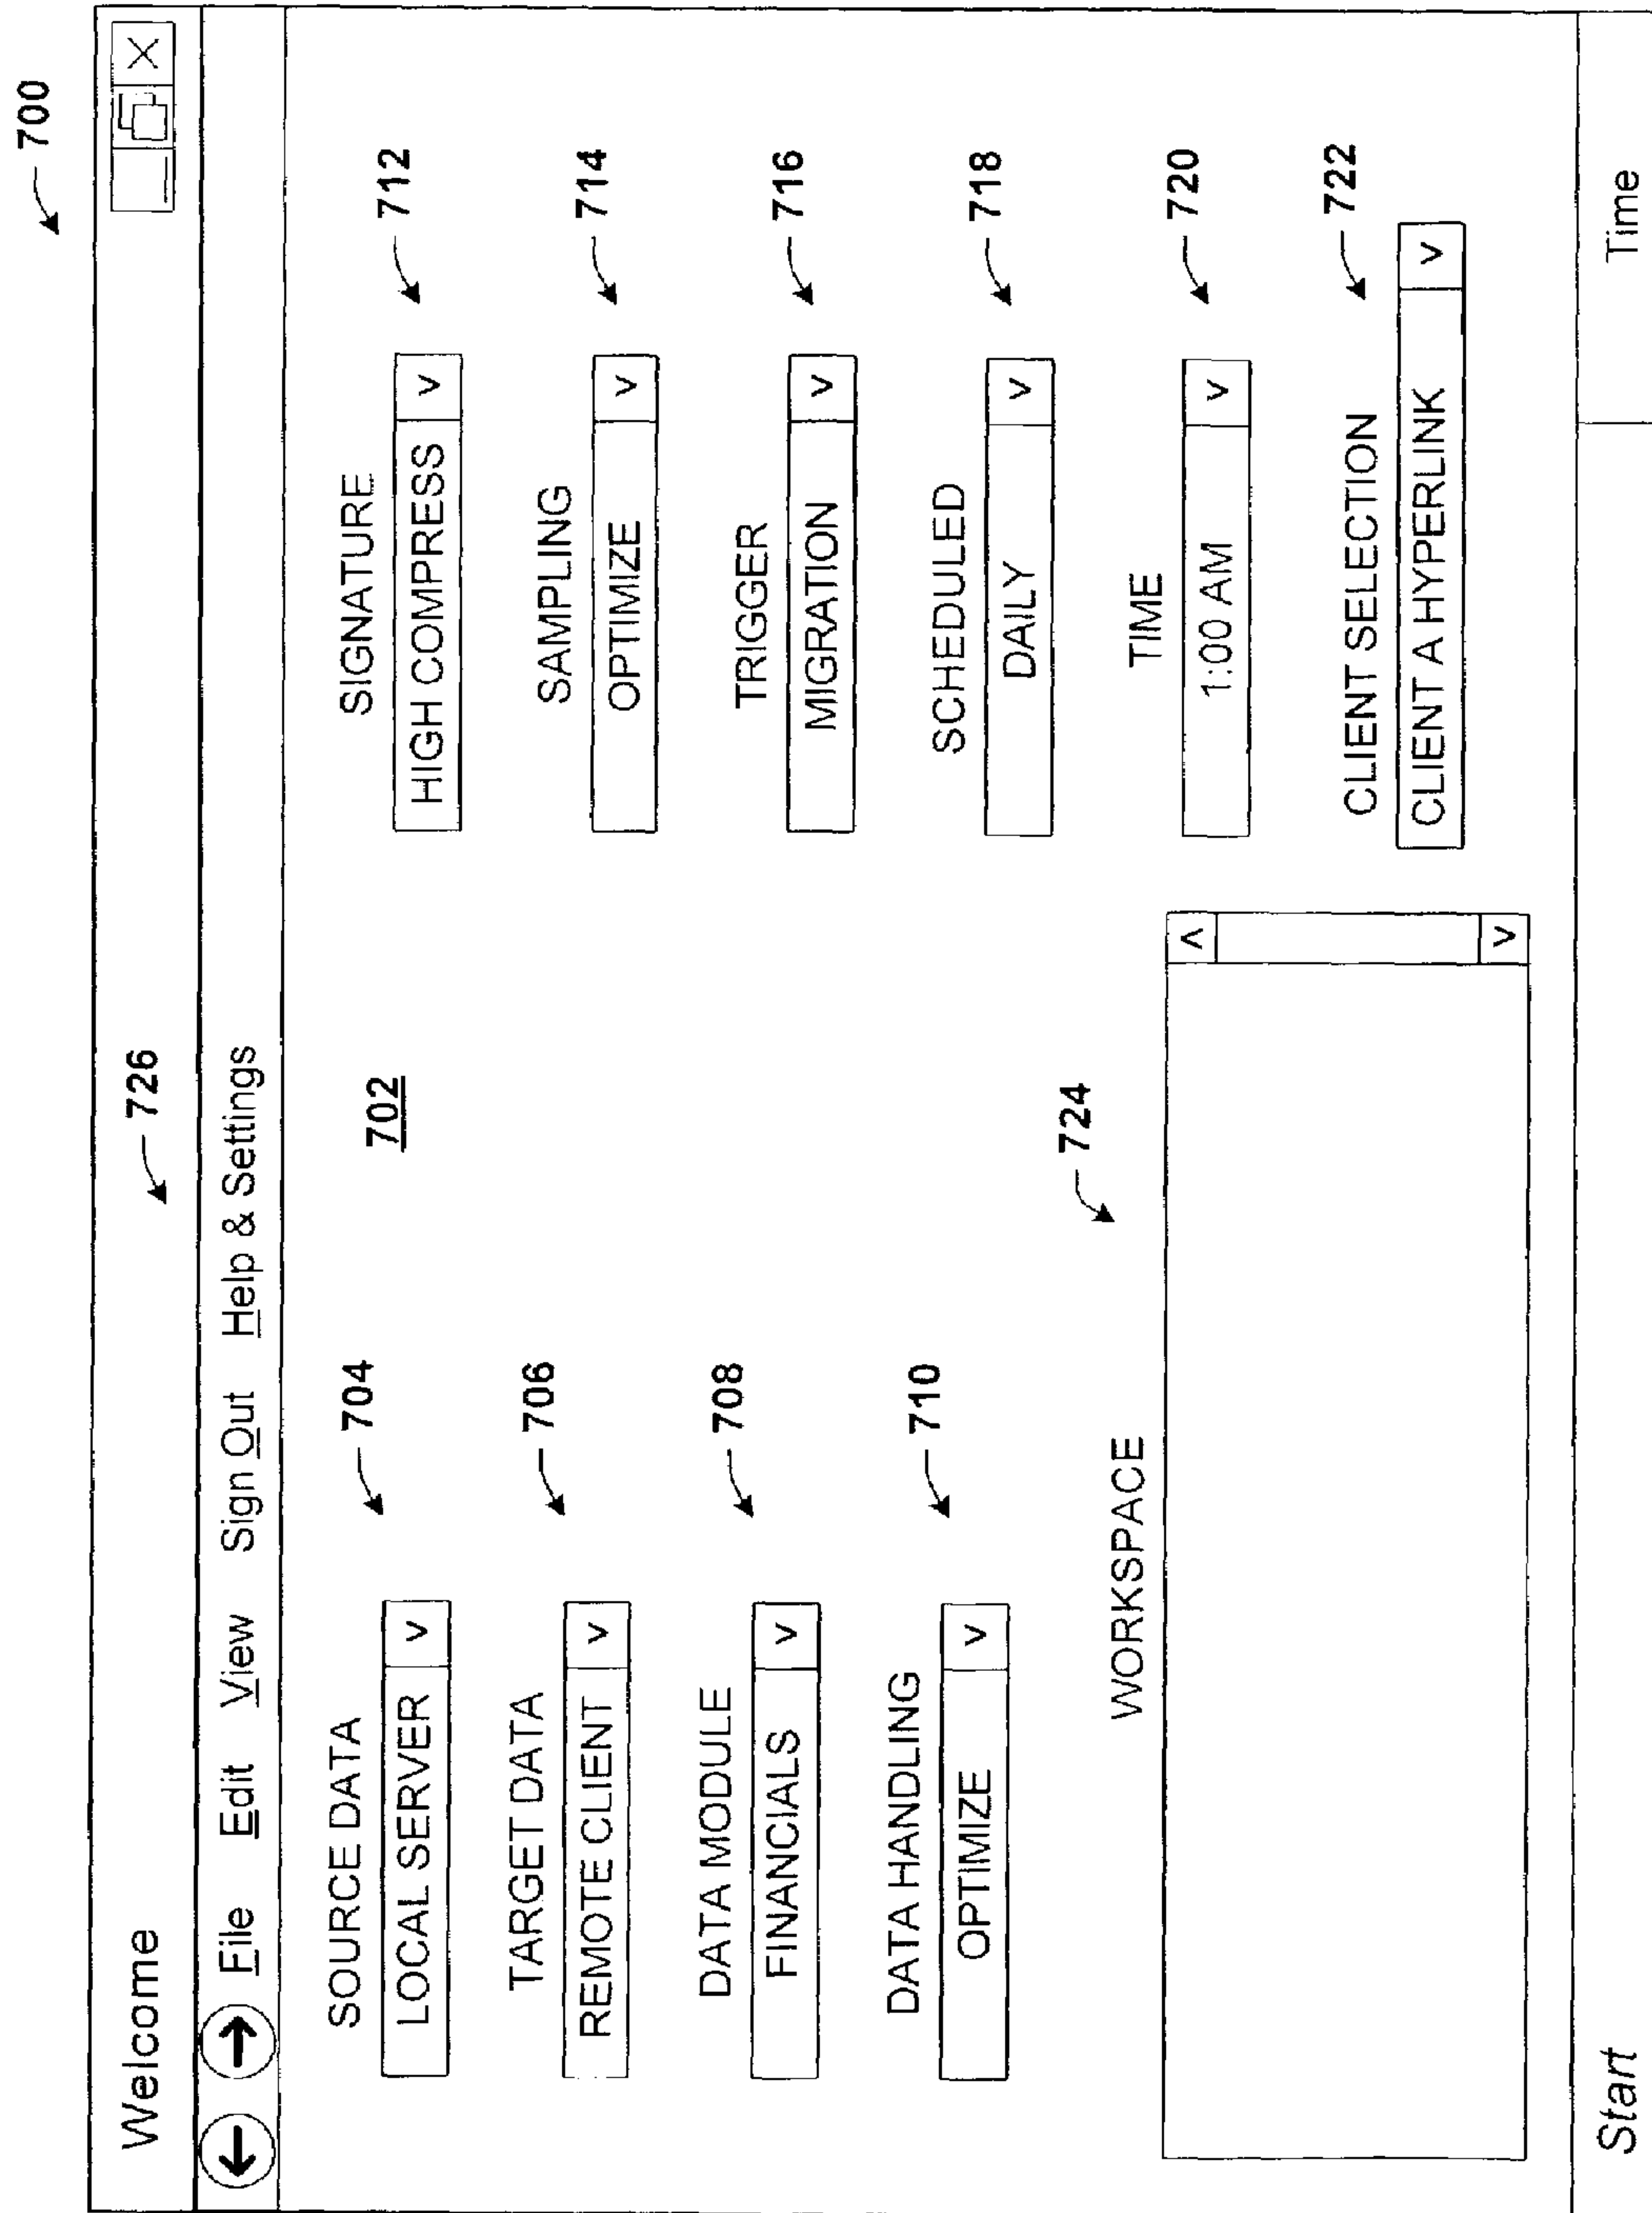 700
Welcome
726
X
File Edit View Sign Out Help & Settings
702
SOURCE DATA
704
LOCAL SERVER v
TARGET DATA
706
REMOTE CLIENT v
DATA MODULE
708
FINANCIALS v
DATA HANDLING
710
OPTIMIZE v
WORKSPACE
724
SIGNATURE
712
HIGH COMPRESS v
SAMPLING
714
OPTIMIZE v
TRIGGER
716
MIGRATION v
SCHEDULED
718
DAILY v
TIME
720
1:00 AM v
CLIENT SELECTION
722
CLIENT A HYPERLINK v
Start
Time